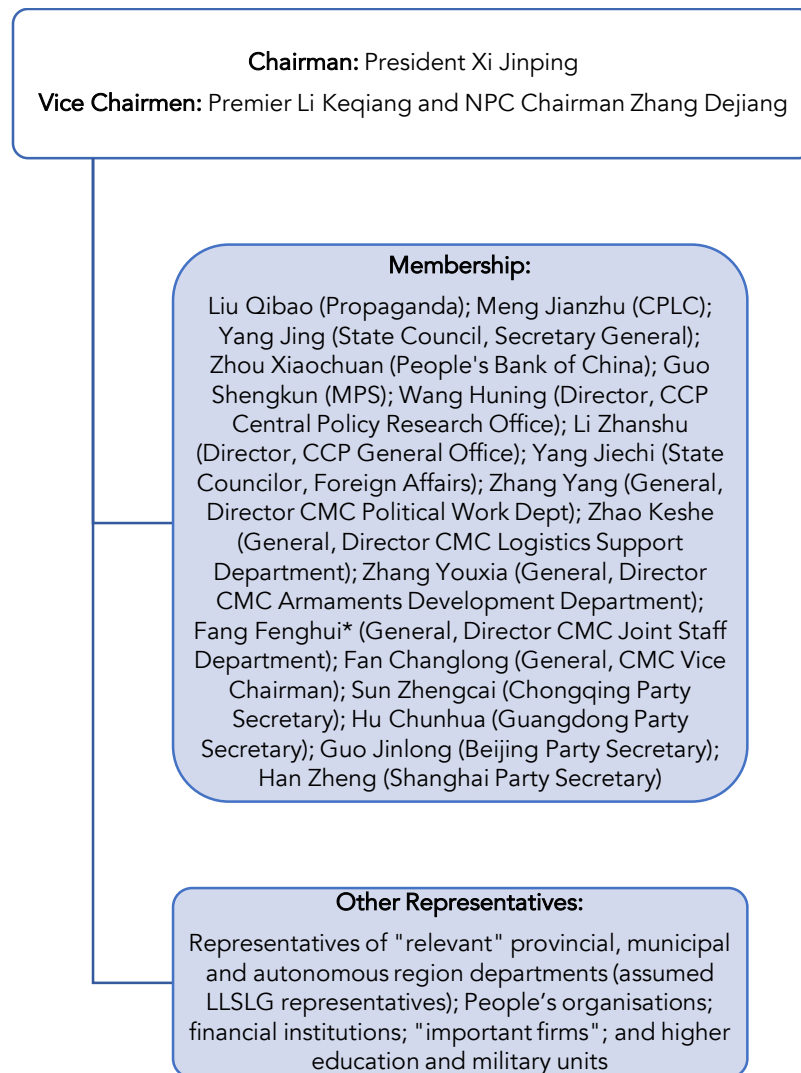 Chairman: President Xi Jinping
Vice Chairmen: Premier Li Keqiang and NPC Chairman Zhang Dejiang
Membership:
Liu Qibao (Propaganda); Meng Jianzhu (CPLC);
Yang Jing (State Council, Secretary General);
Zhou Xiaochuan (People's Bank of China); Guo
Shengkun (MPS); Wang Huning (Director, CCP
Central Policy Research Office); Li Zhanshu
(Director, CCP General Office); Yang Jiechi (State
Councilor, Foreign Affairs); Zhang Yang (General,
Director CMC Political Work Dept); Zhao Keshe
(General, Director CMC Logistics Support
Department); Zhang Youxia (General, Director
CMC Armaments Development Department);
Fang Fenghui* (General, Director CMC Joint Staff
Department); Fan Changlong (General, CMC Vice
Chairman); Sun Zhengcai (Chongqing Party
Secretary); Hu Chunhua (Guangdong Party
Secretary); Guo Jinlong (Beijing Party Secretary);
Han Zheng (Shanghai Party Secretary)
Other Representatives:
Representatives of "relevant" provincial, municipal
and autonomous region departments (assumed
LLSLG representatives); People’s organisations;
financial institutions; "important firms"; and higher
education and military units